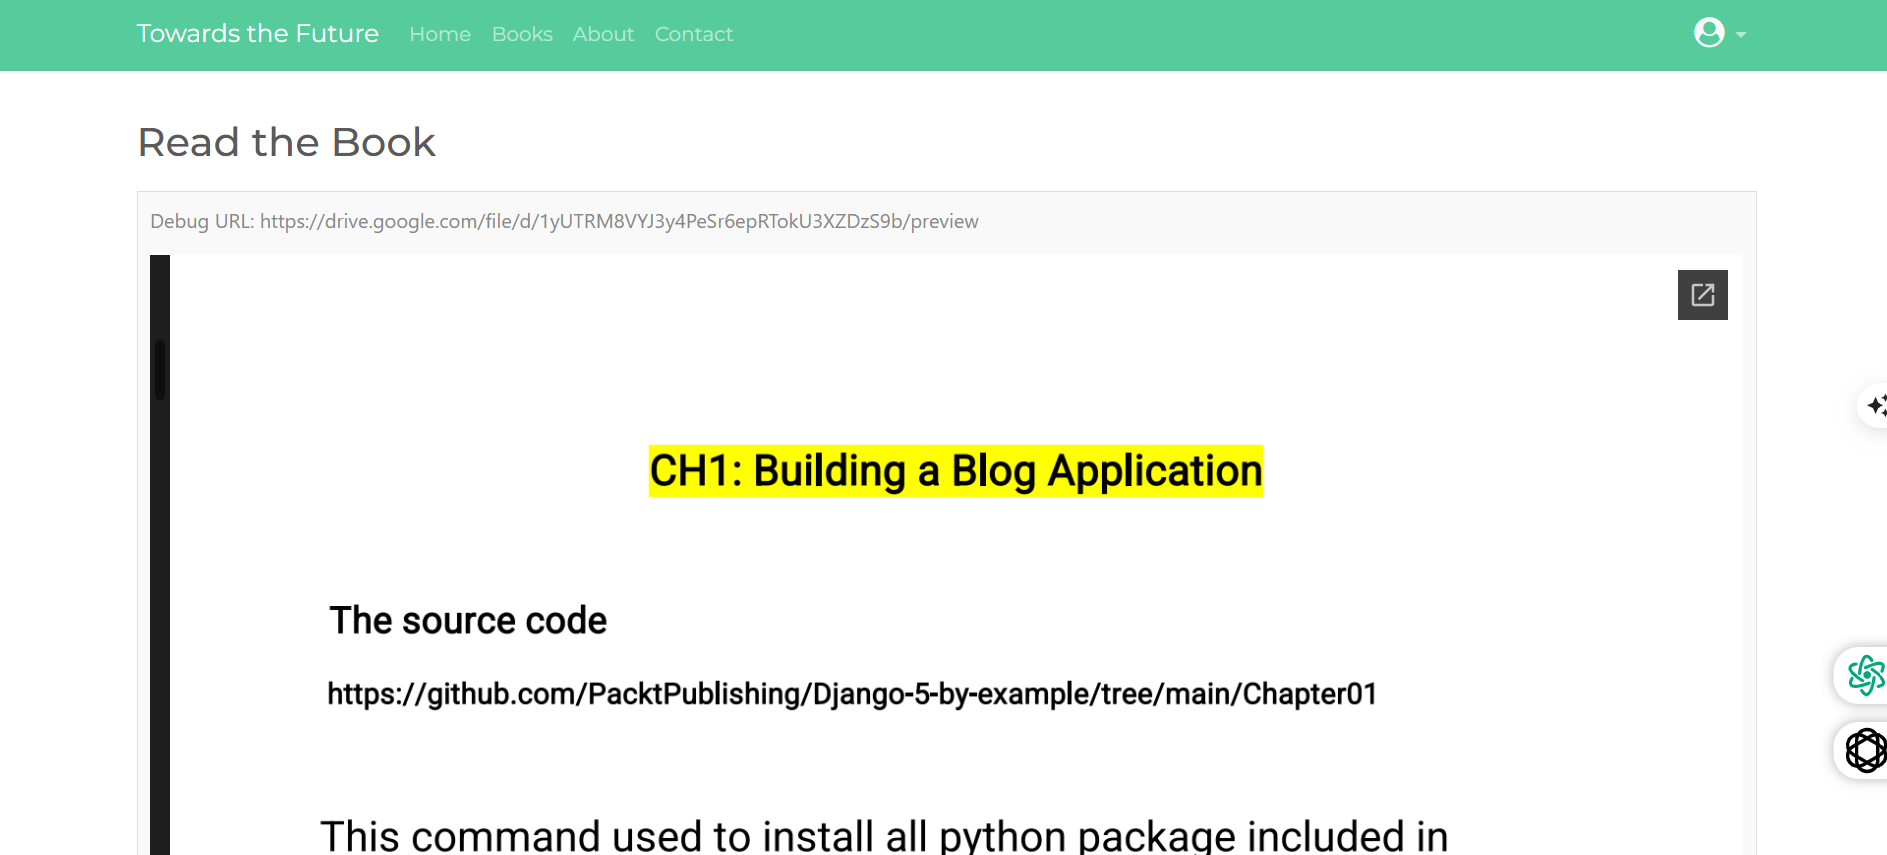 Towards the Future Home Books About Contact
Read the Book
Debug URL: https://drive.google.com/file/d/1yUTRM8VYJ3y4PeSr6epRTokU3XZDzS9b/preview
CH1: Building a Blog Application
The source code
https://github.com/PacktPublishing/Django-5-by-example/tree/main/Chapter01
This command used to install all python package included in